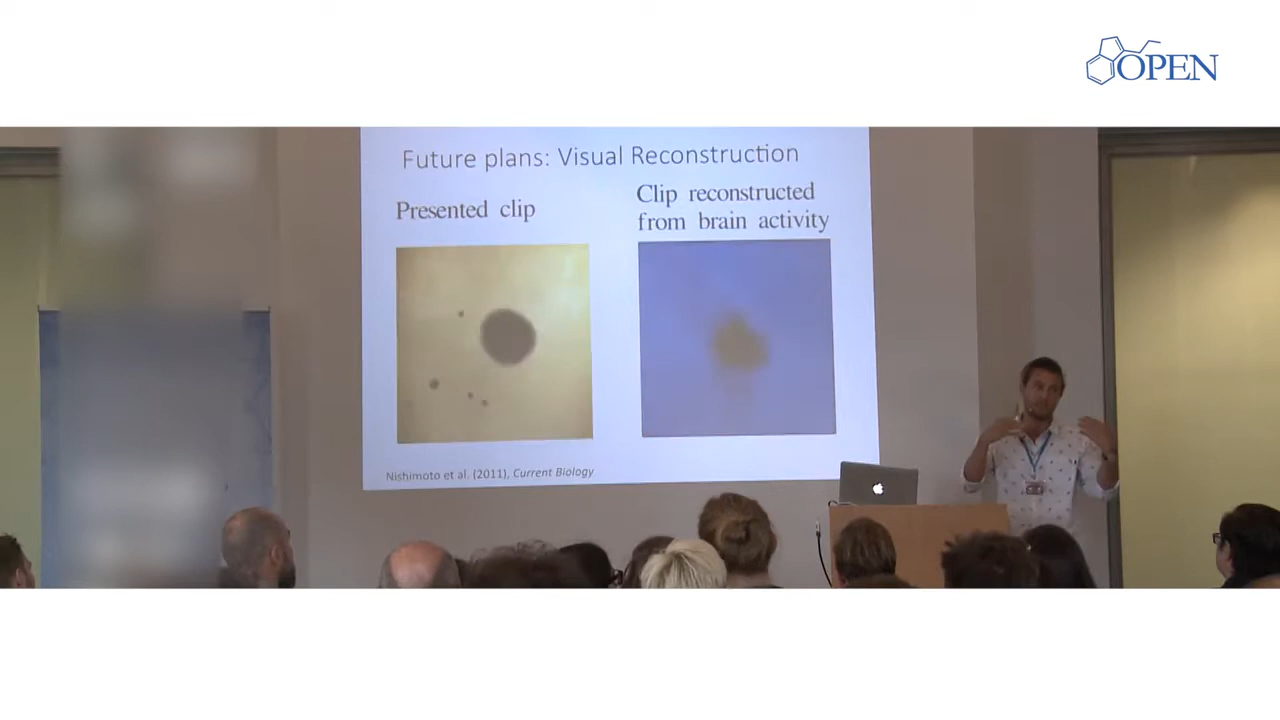 OPEN
Future plans: Visual Reconstruction
Presented clip
Clip reconstructed
from brain activity
Nishimoto et al. (2011), Current Biology